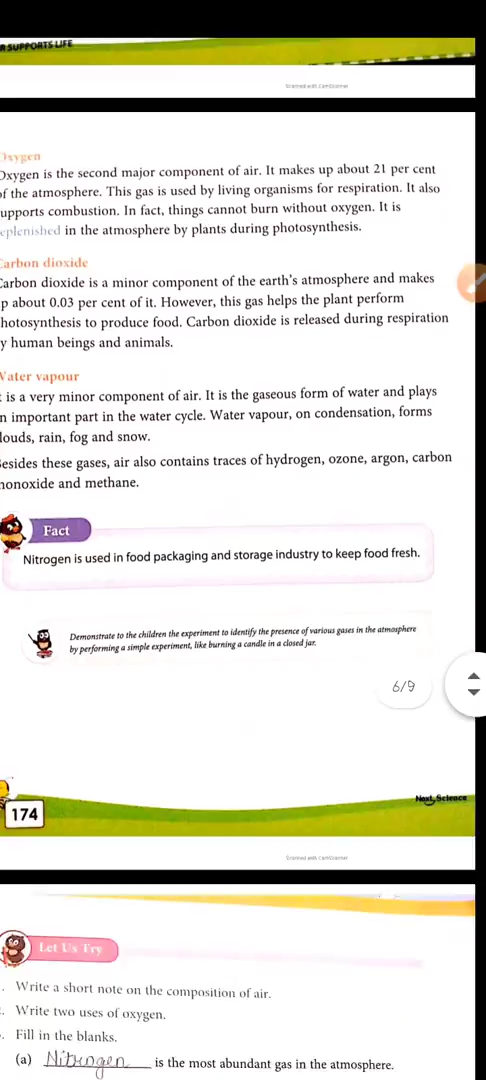 R SUPPORTS LIFE
Scanned with CamScanner
Oxygen
Oxygen is the second major component of air. It makes up about 21 per cent
of the atmosphere. This gas is used by living organisms for respiration. It also
upports combustion. In fact, things cannot burn without oxygen. It is
eplenished in the atmosphere by plants during photosynthesis.
Carbon dioxide
Carbon dioxide is a minor component of the earth's atmosphere and makes
p about 0.03 per cent of it. However, this gas helps the plant perform
hotosynthesis to produce food. Carbon dioxide is released during respiration
y human beings and animals.
Water vapour
t is a very minor component of air. It is the gaseous form of water and plays
n important part in the water cycle. Water vapour, on condensation, forms
louds, rain, fog and snow.
Besides these gases, air also contains traces of hydrogen, ozone, argon, carbon
monoxide and methane.
Fact
Nitrogen is used in food packaging and storage industry to keep food fresh.
Demonstrate to the children the experiment to identify the presence of various gases in the atmosphere
by performing a simple experiment, like burning a candle in a closed jar.
6/9
Next Science
174
Scanned with CamScanner
Let Us Try
. Write a short note on the composition of air.
. Write two uses of oxygen.
. Fill in the blanks.
(a) Nitrogen is the most abundant gas in the atmosphere.